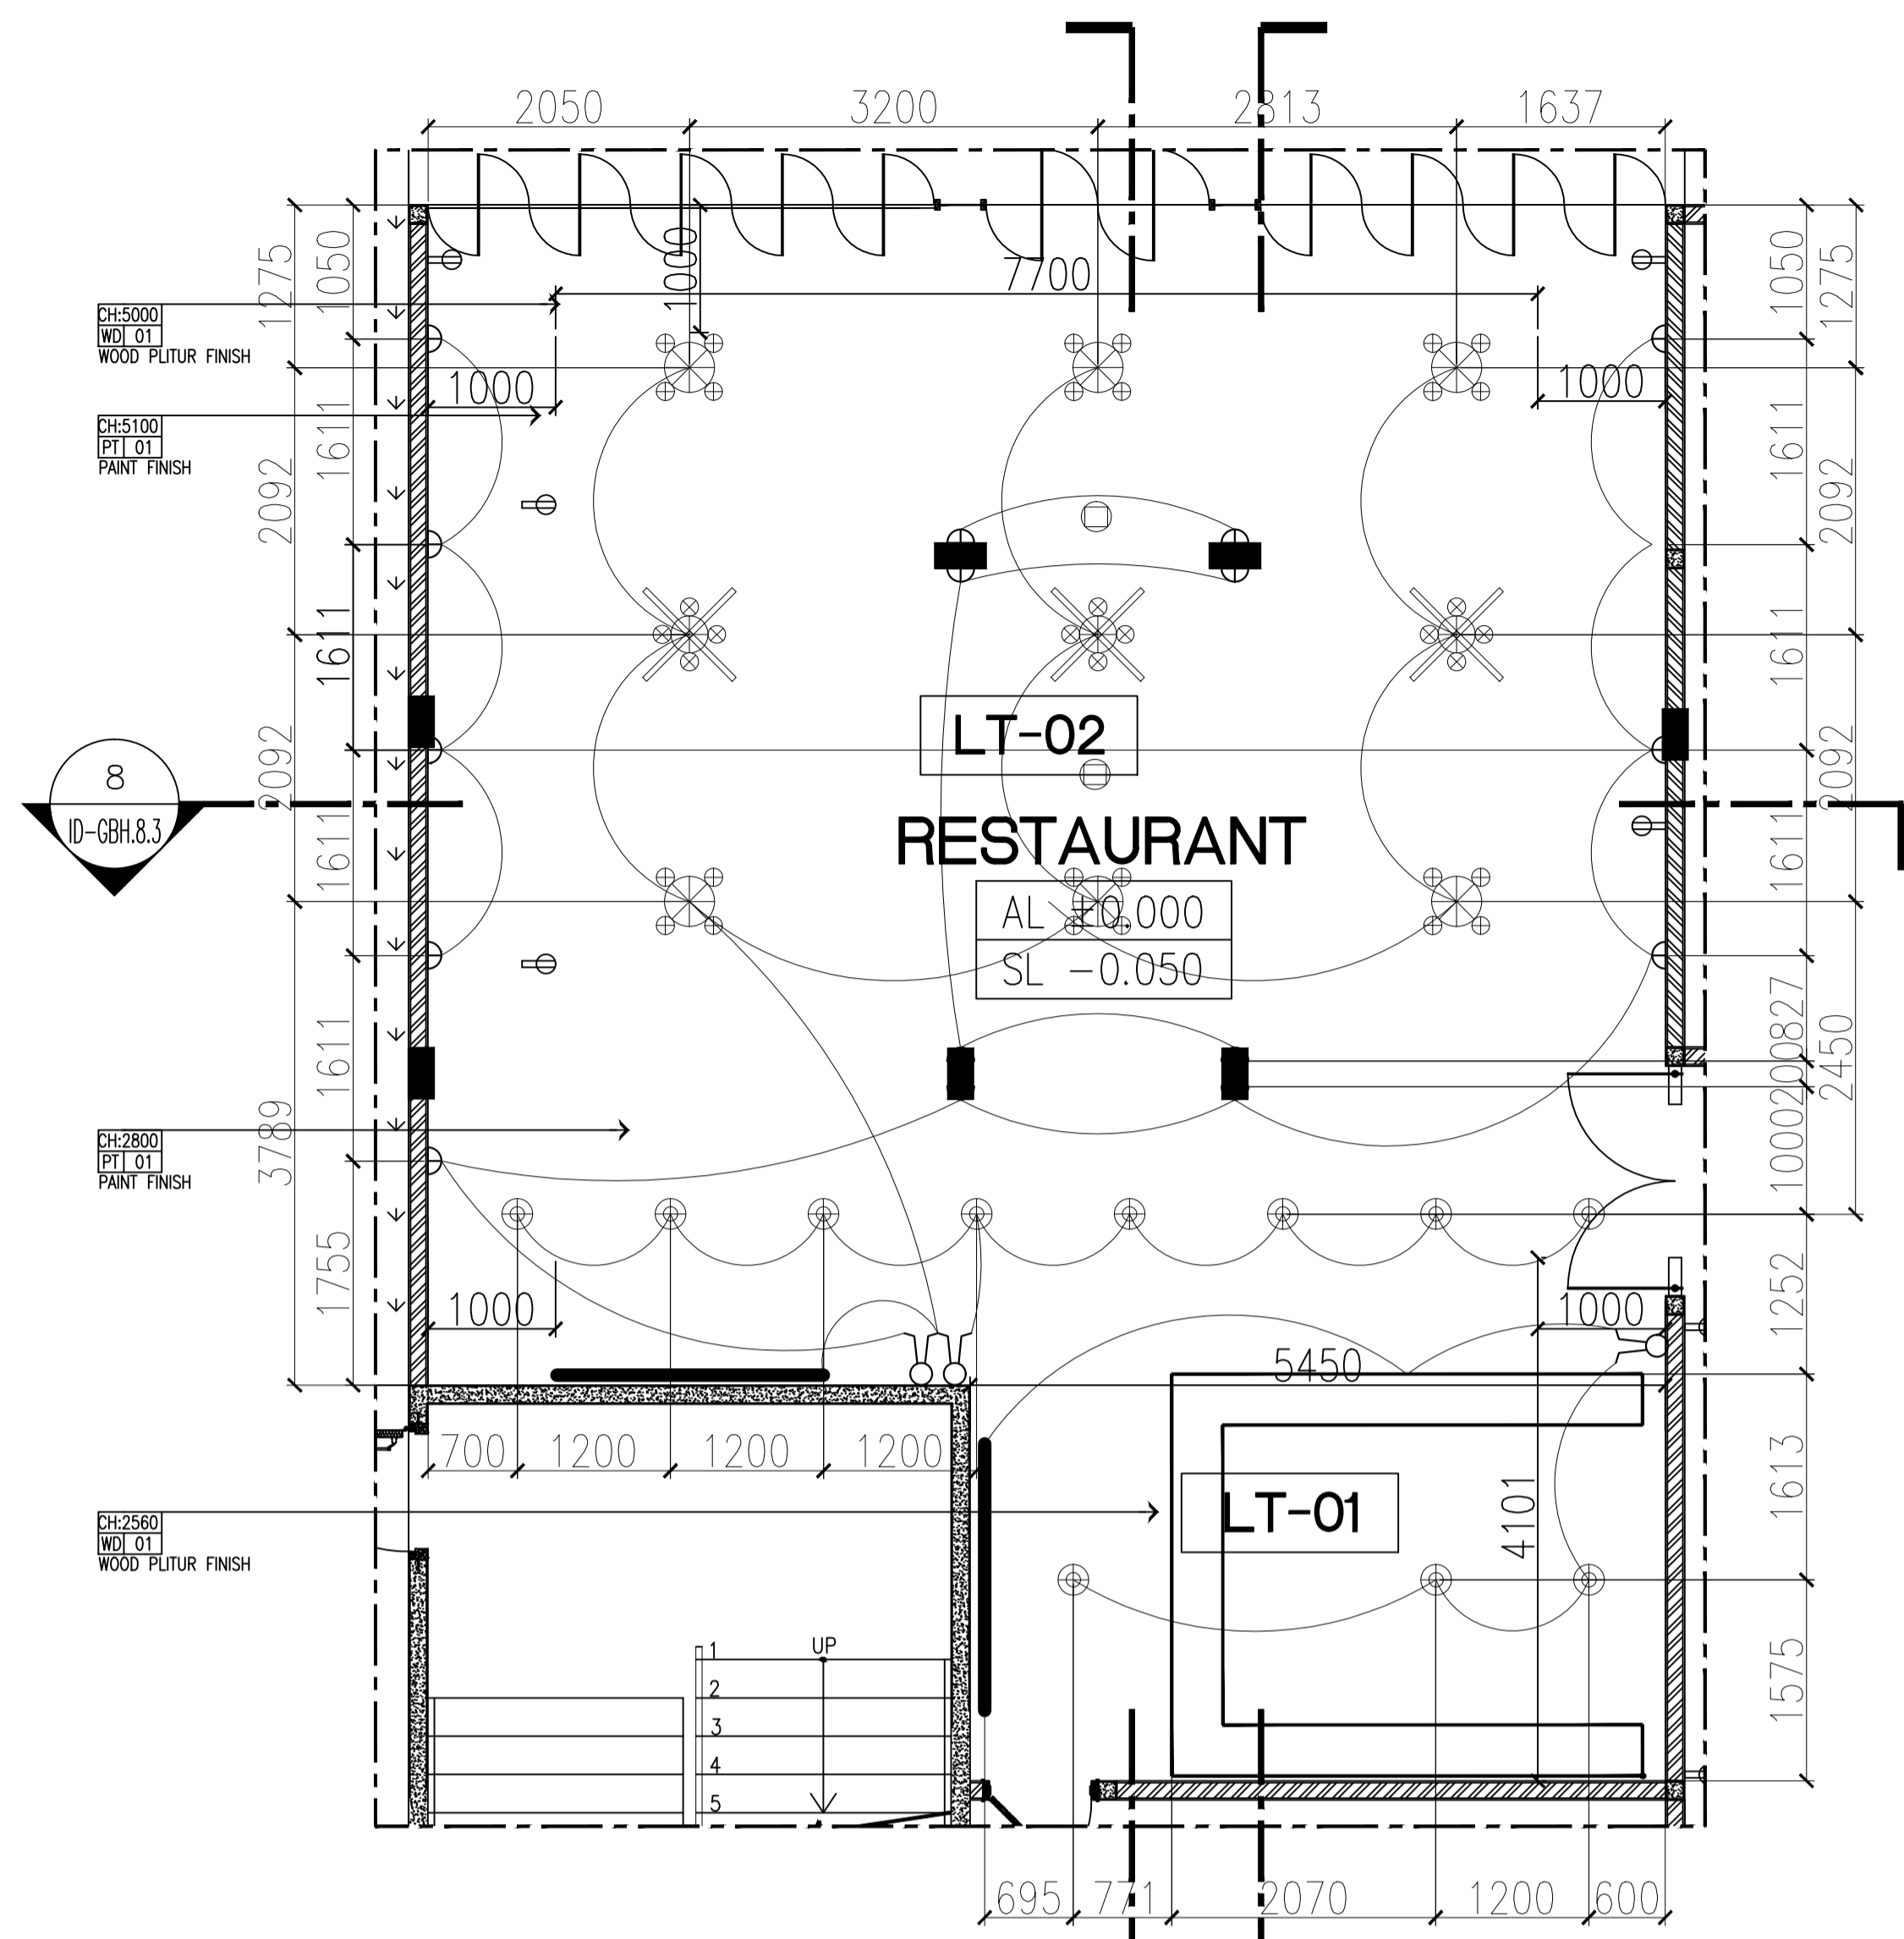 2050 3200 2813 1637
1275 1050 1000 7700 1050 1275
CH:5000
WD 01
WOOD PLITUR FINISH
1000 1000
CH:5100
PT 01
PAINT FINISH
2092 1611 1611 2092
1611 1611
LT-02
8
ID-GBH.8.3
2092 1611 1611 2092
RESTAURANT
AL ±0.000
SL -0.050
827
200
2450
1611
1000
3789
CH:2800
PT 01
PAINT FINISH
1755 1252
1000 1000
5450
700 1200 1200 1200
1613
4101
LT-01
CH:2560
WD 01
WOOD PLITUR FINISH
1575
UP
1
2
3
4
5
695 771 2070 1200 600